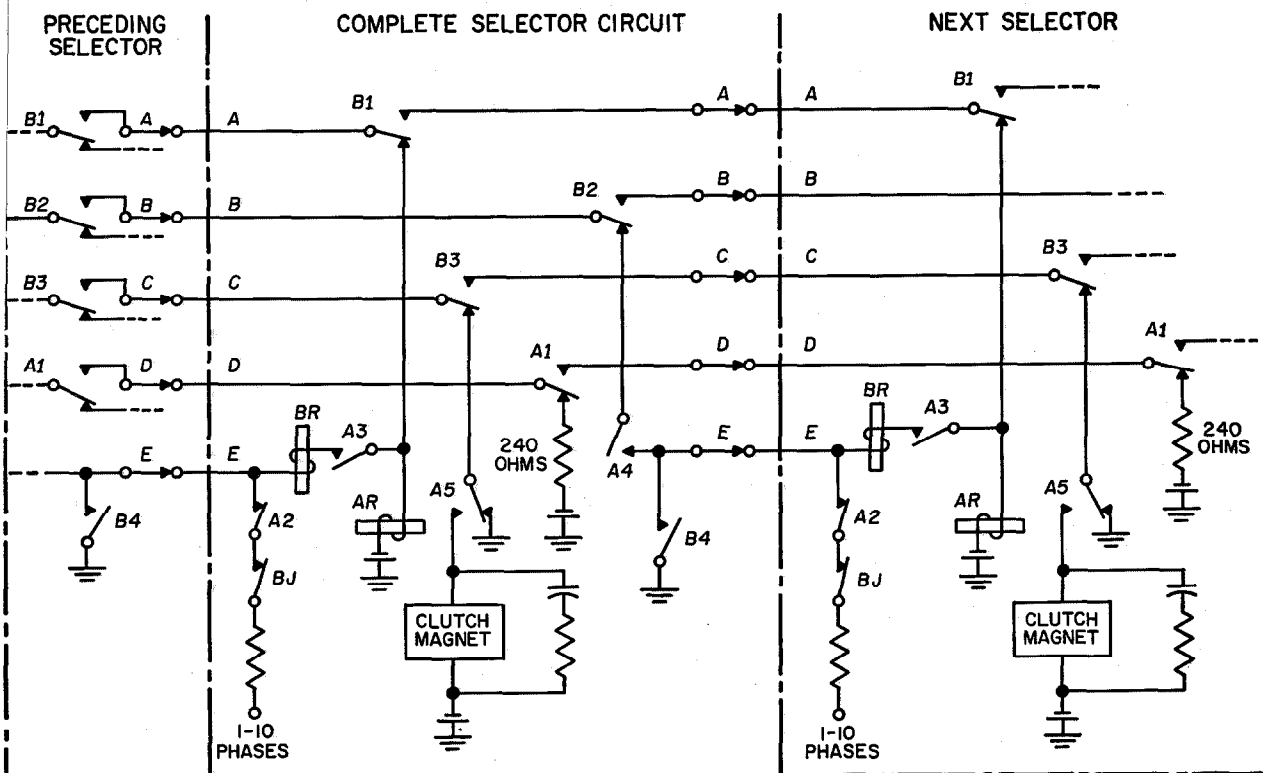 PRECEDING
SELECTOR
COMPLETE SELECTOR CIRCUIT
NEXT SELECTOR
B1
A
A
B1
A
A
B1
B2
B
B
B2
B
B
B3
C
C
B3
C
C
B3
A1
D
D
A1
D
D
A1
E
E
BR
A3
240
OHMS
A4
E
E
BR
A3
240
OHMS
B4
A2
AR
A5
B4
A2
AR
A5
BJ
CLUTCH
MAGNET
BJ
CLUTCH
MAGNET
1-10
PHASES
1-10
PHASES